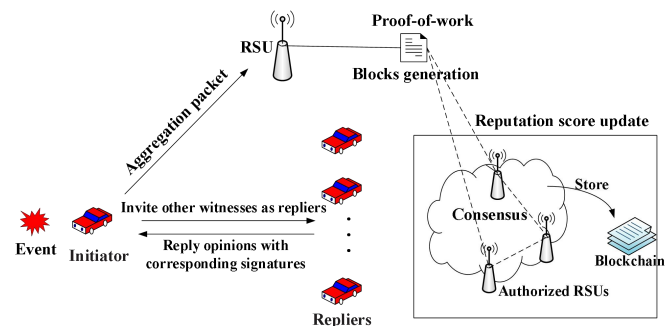 Proof-of-work
RSU
Blocks generation
Aggregation packet
Reputation score update
Store
Invite other witnesses as repliers
Consensus
Event
Initiator
Reply opinions with
corresponding signatures
Blockchain
Authorized RSUs
Repliers